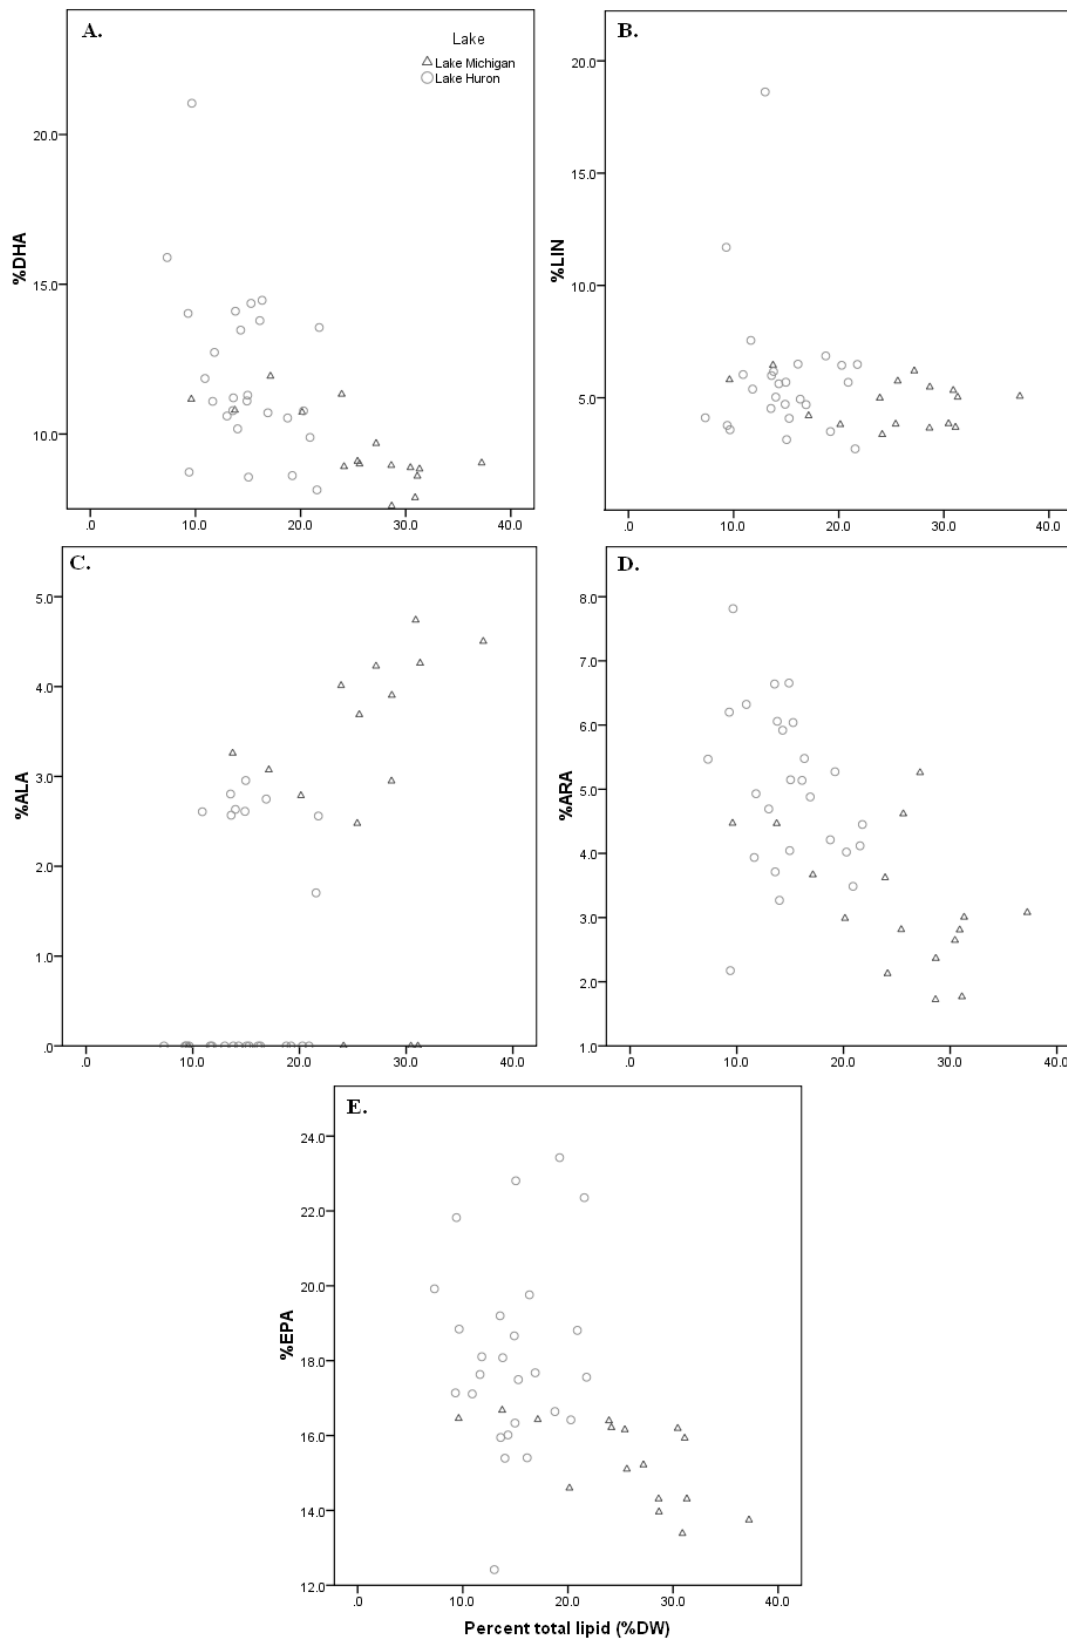 A.
Lake
Lake Michigan
Lake Huron
20.0
15.0
10.0
%DHA
.0 10.0 20.0 30.0 40.0
B.
20.0
15.0
10.0
5.0
%LIN
.0 10.0 20.0 30.0 40.0
C.
5.0
4.0
3.0
2.0
1.0
.0
%ALA
.0 10.0 20.0 30.0 40.0
D.
8.0
7.0
6.0
5.0
4.0
3.0
2.0
1.0
%ARA
.0 10.0 20.0 30.0 40.0
E.
24.0
22.0
20.0
18.0
16.0
14.0
12.0
%EPA
.0 10.0 20.0 30.0 40.0
Percent total lipid (%DW)